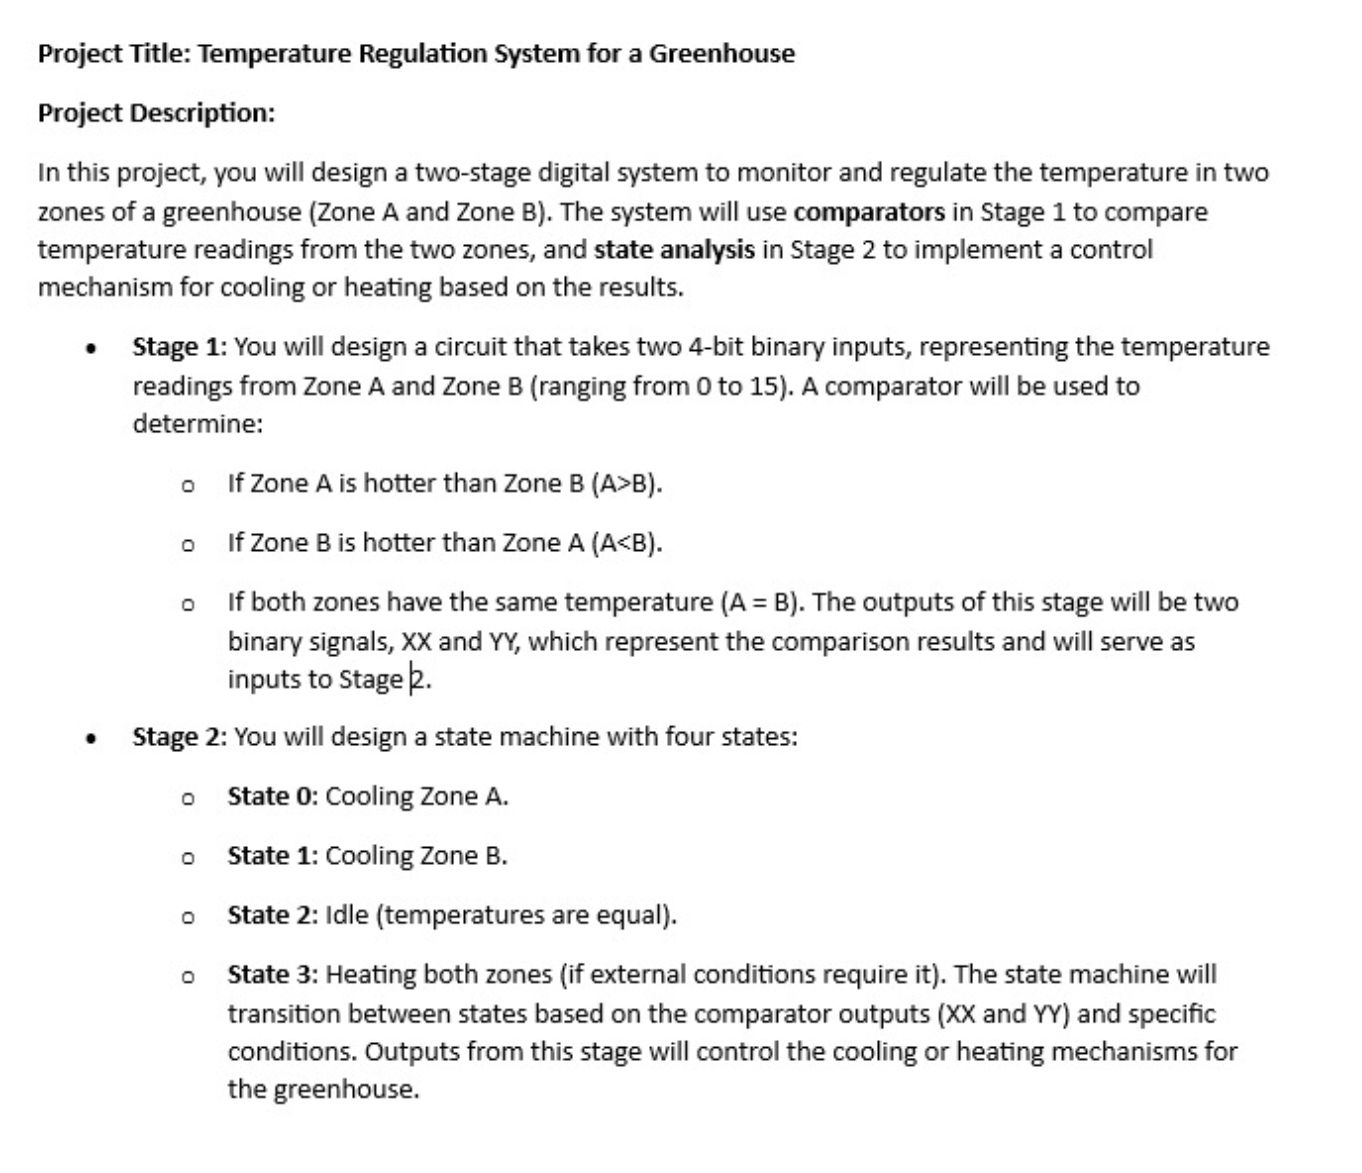 Project Title: Temperature Regulation System for a Greenhouse
Project Description:
In this project, you will design a two-stage digital system to monitor and regulate the temperature in two
zones of a greenhouse (Zone A and Zone B). The system will use comparators in Stage 1 to compare
temperature readings from the two zones, and state analysis in Stage 2 to implement a control
mechanism for cooling or heating based on the results.
• Stage 1: You will design a circuit that takes two 4-bit binary inputs, representing the temperature
readings from Zone A and Zone B (ranging from 0 to 15). A comparator will be used to
determine:
o If Zone A is hotter than Zone B (A>B).
o If Zone B is hotter than Zone A (A<B).
o If both zones have the same temperature (A = B). The outputs of this stage will be two
binary signals, XX and YY, which represent the comparison results and will serve as
inputs to Stage 2.
• Stage 2: You will design a state machine with four states:
o State 0: Cooling Zone A.
o State 1: Cooling Zone B.
o State 2: Idle (temperatures are equal).
o State 3: Heating both zones (if external conditions require it). The state machine will
transition between states based on the comparator outputs (XX and YY) and specific
conditions. Outputs from this stage will control the cooling or heating mechanisms for
the greenhouse.